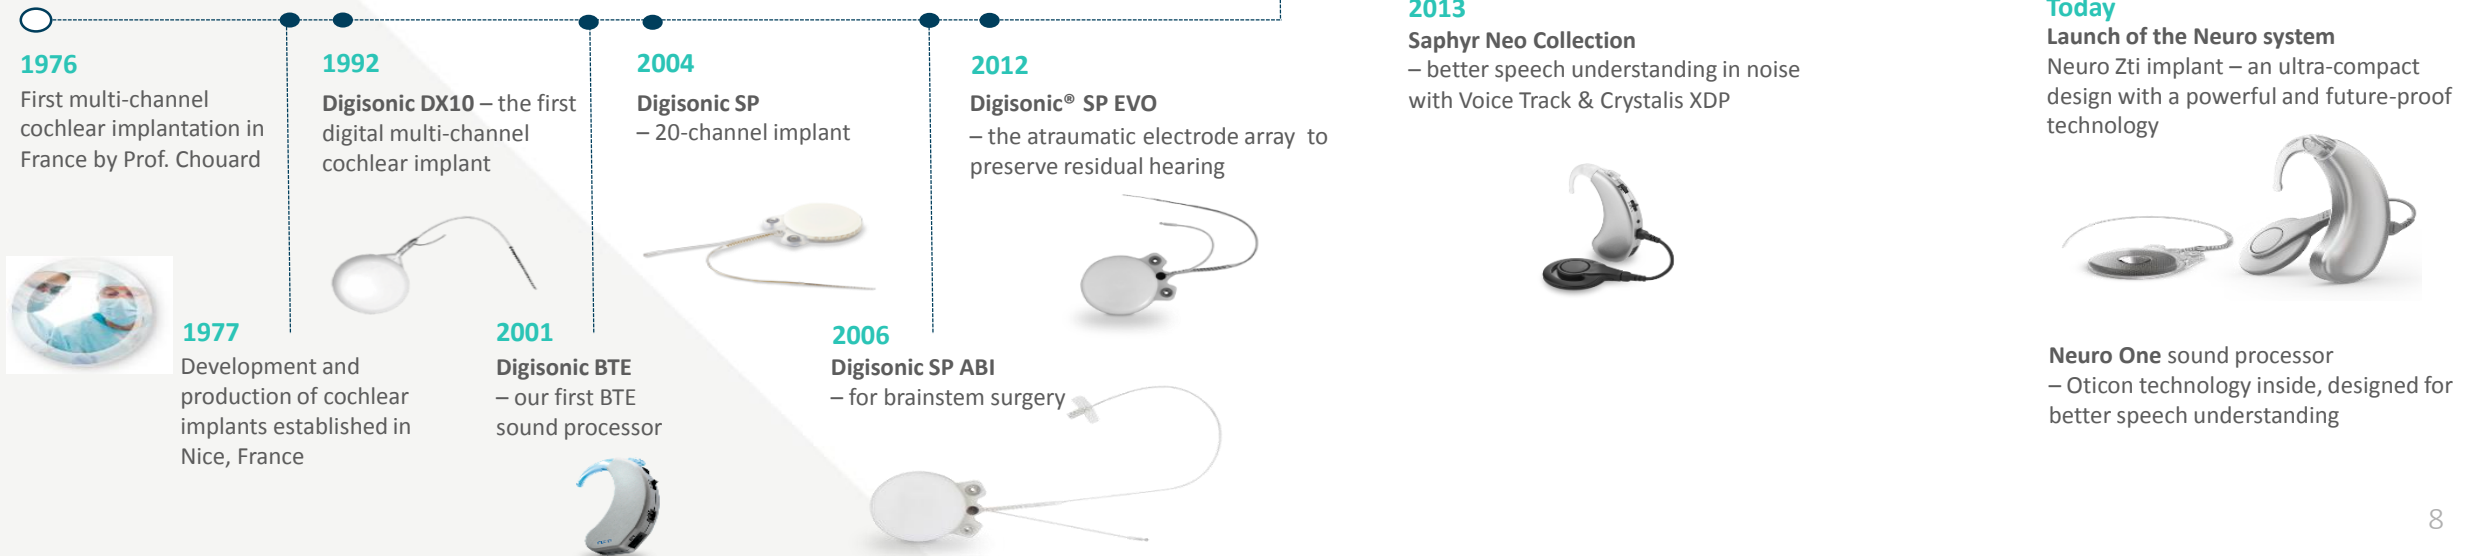 1976
First multi-channel
cochlear implantation in
France by Prof. Chouard
1977
Development and
production of cochlear
implants established in
Nice, France
1992
Digisonic DX10 – the first
digital multi-channel
cochlear implant
2001
Digisonic BTE
– our first BTE
sound processor
2004
Digisonic SP
– 20-channel implant
2006
Digisonic SP ABI
– for brainstem surgery
2012
Digisonic® SP EVO
– the atraumatic electrode array to
preserve residual hearing
2013
Saphyr Neo Collection
– better speech understanding in noise
with Voice Track & Crystalis XDP
Today
Launch of the Neuro system
Neuro Zti implant – an ultra-compact
design with a powerful and future-proof
technology
Neuro One sound processor
– Oticon technology inside, designed for
better speech understanding
8